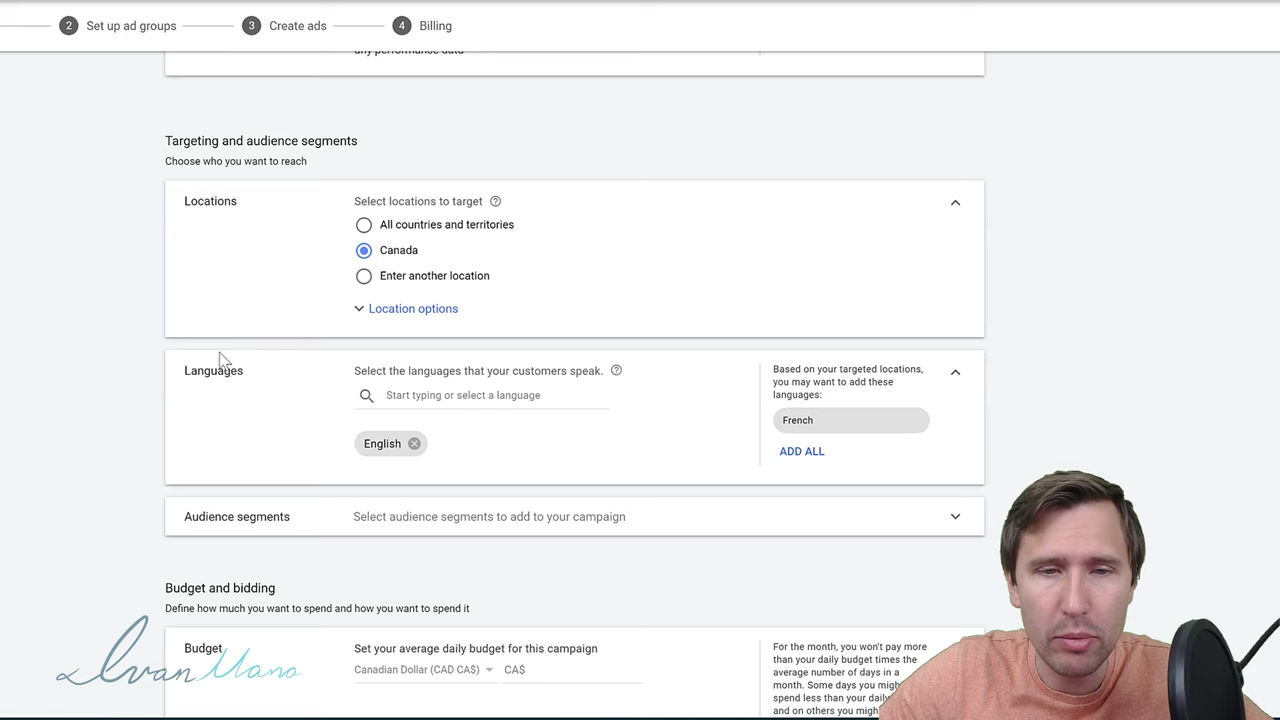 2 Set up ad groups 3 Create ads 4 Billing
any performance data
Targeting and audience segments
Choose who you want to reach
Locations
Select locations to target
All countries and territories
Canada
Enter another location
Location options
Languages
Select the languages that your customers speak.
Start typing or select a language
English
Based on your targeted locations,
you may want to add these
languages:
French
ADD ALL
Audience segments
Select audience segments to add to your campaign
Budget and bidding
Define how much you want to spend and how you want to spend it
Budget
Set your average daily budget for this campaign
Canadian Dollar (CAD CA$) CA$
For the month, you won't pay more
than your daily budget times the
average number of days in a
month. Some days you
spend less than your daily
and on others you
Ivan Mana